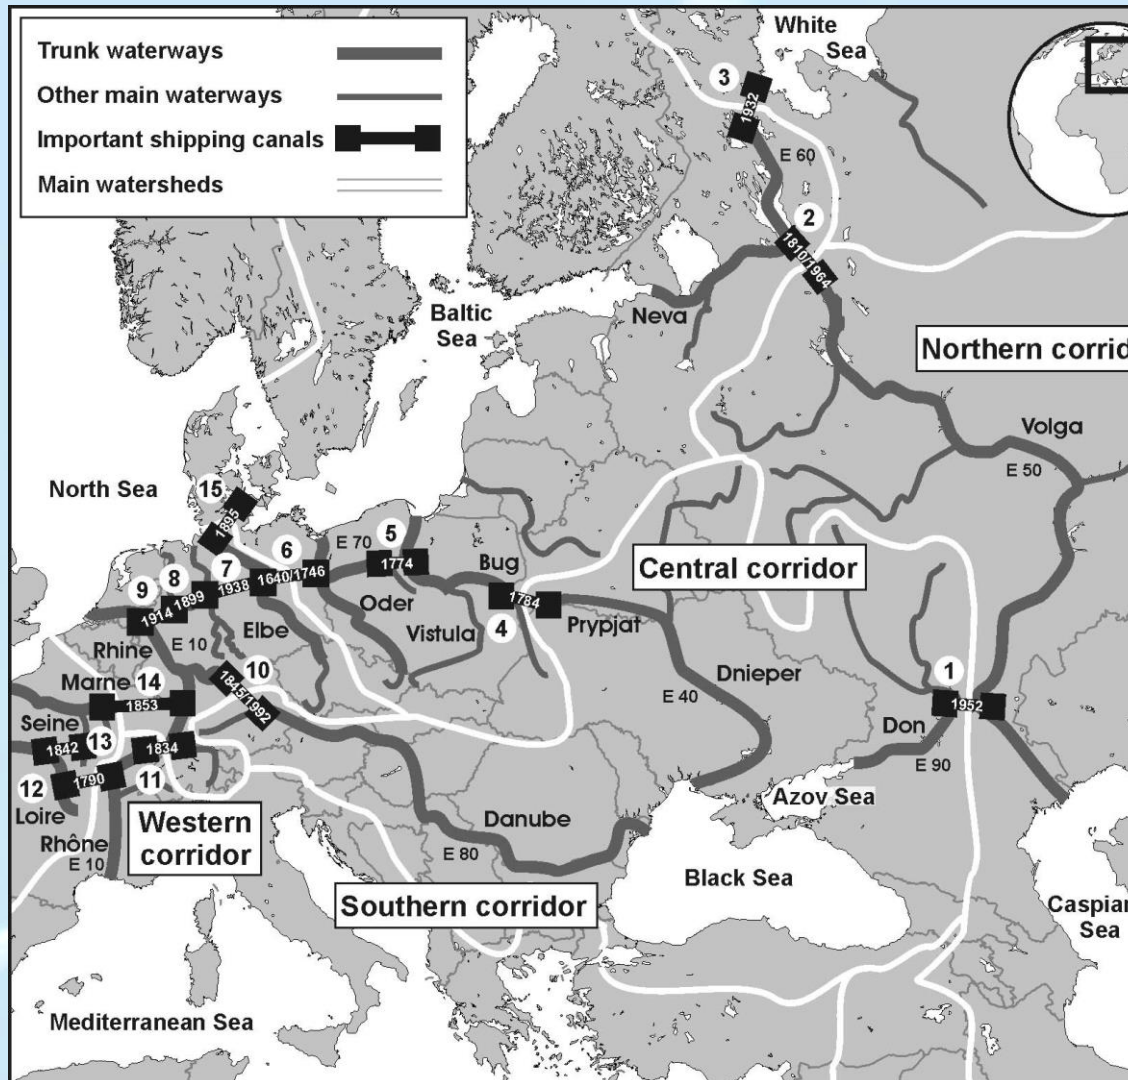 Trunk waterways
Other main waterways
Important shipping canals
Main watersheds
White
Sea
3
1932
E 60
2
1810/1964
Baltic
Sea
Neva
Northern corrid
Volga
E 50
North Sea
15
1895
E 70
5
6
7
8
9
1774
Bug
Central corridor
1640/1746
1938
1899
1914
1784
Oder
Elbe
E 10
Vistula
4
Prypjat
Rhine
10
Marne
14
1845/1992
Dnieper
1
1853
E 40
1952
Seine
Don
13
1842
1834
E 90
1790
12
11
Loire
Azov Sea
Western
corridor
Danube
Rhône
E 10
E 80
Black Sea
Southern corridor
Caspian
Sea
Mediterranean Sea